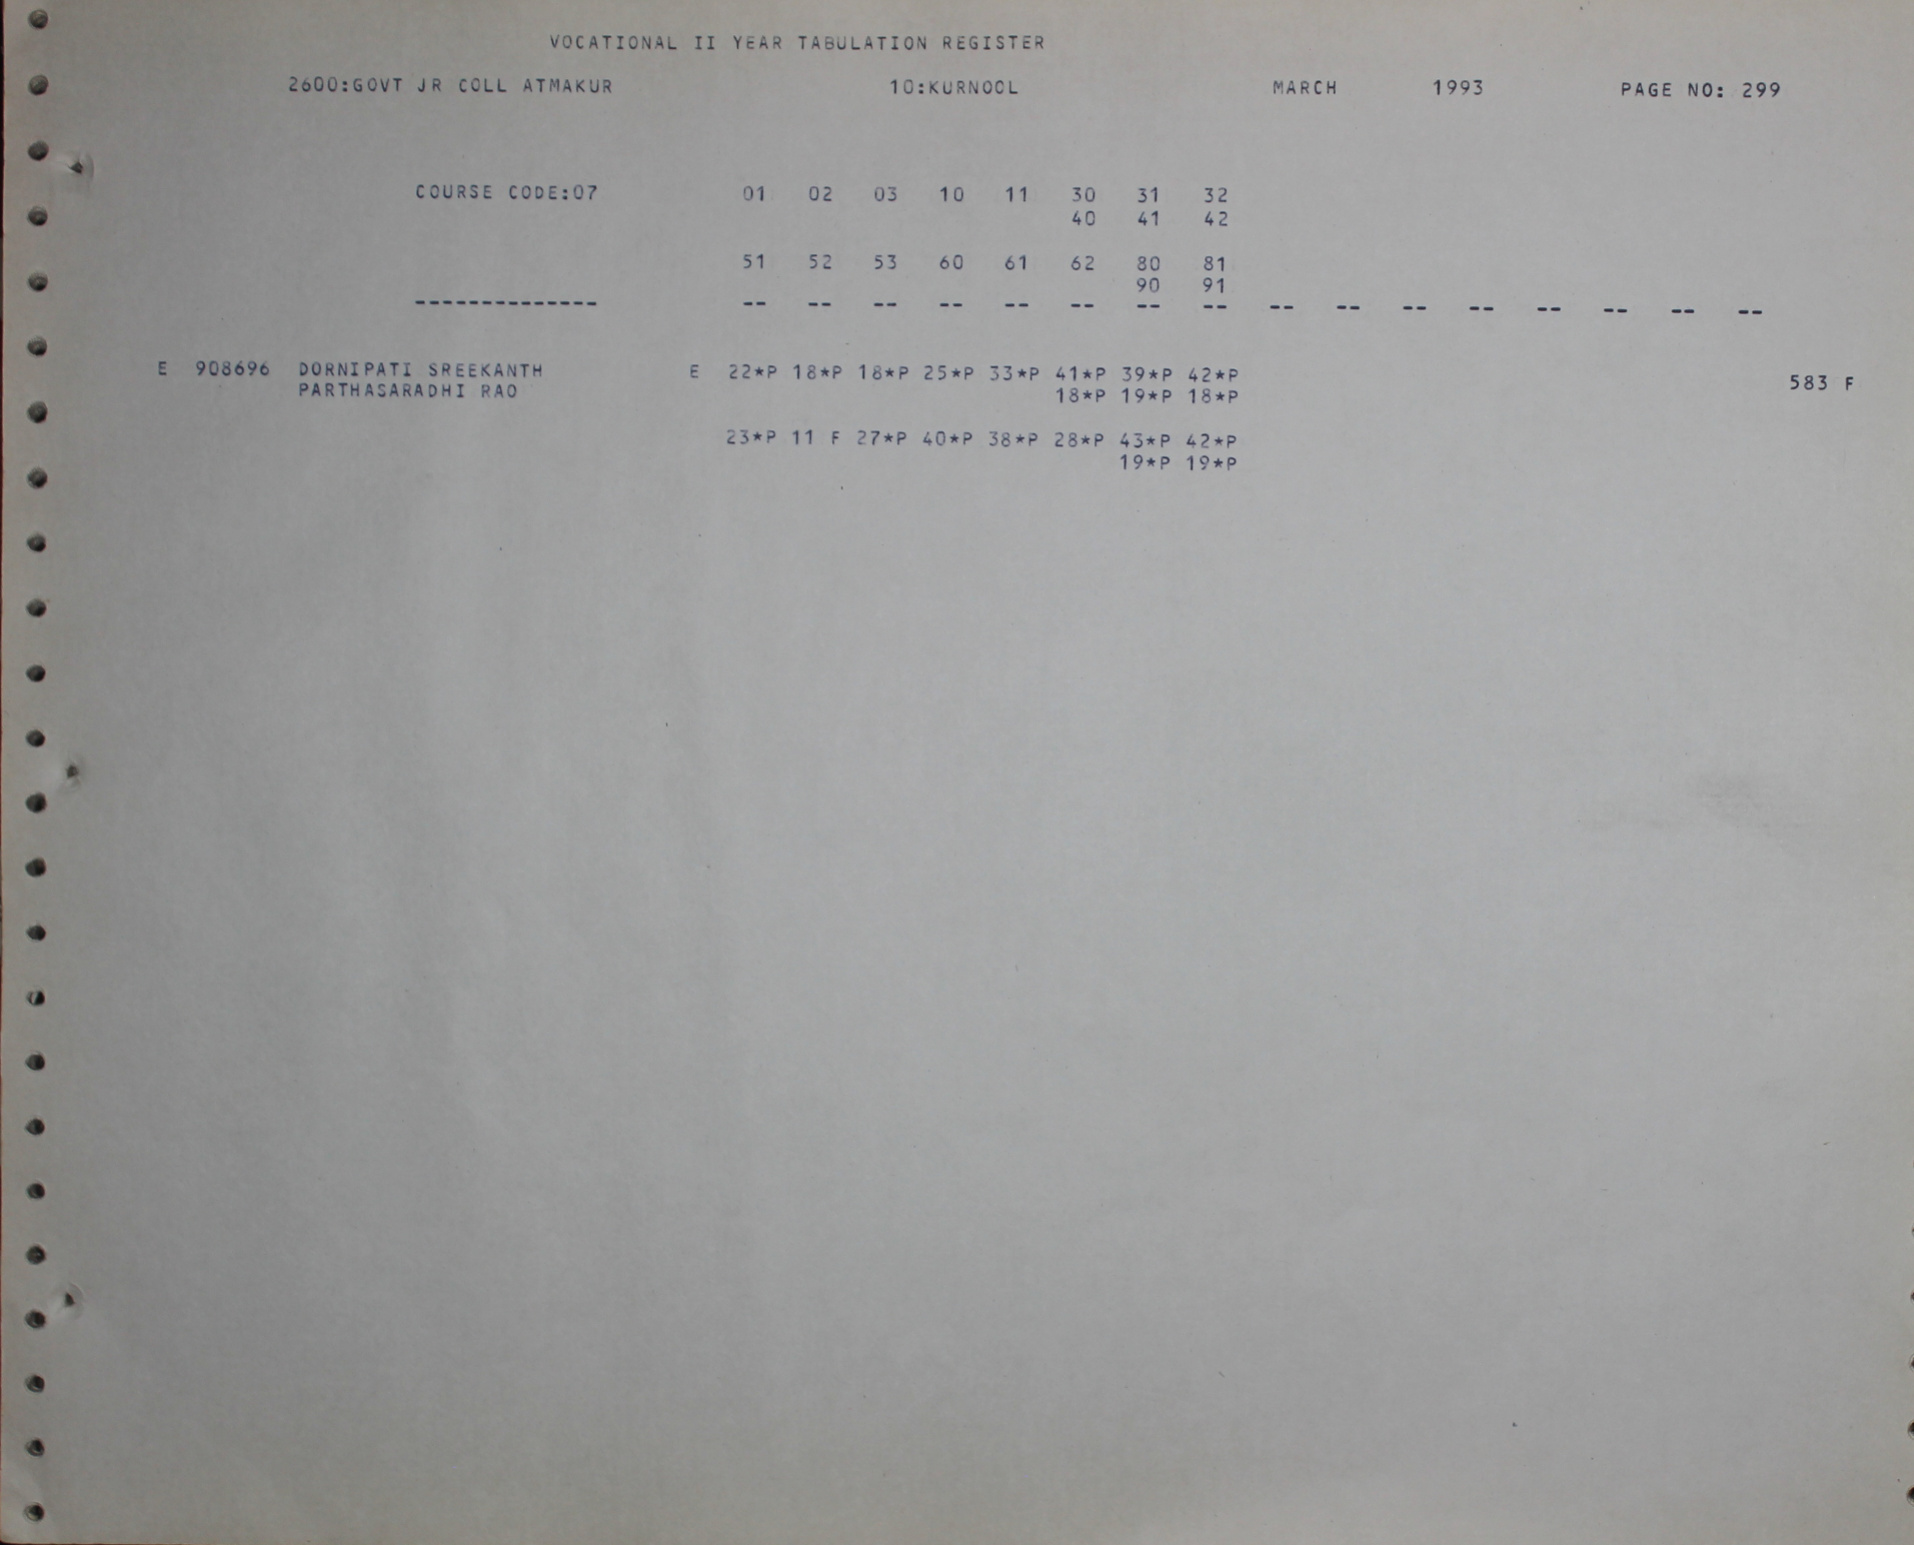 VOCATIONAL II YEAR TABULATION REGISTER
2600:GOVT JR COLL ATMAKUR 10:KURNOOL MARCH 1993 PAGE NO: 299
COURSE CODE:07 01 02 03 10 11 30 31 32
40 41 42
51 52 53 60 61 62 80 81
90 91
-------------- -- -- -- -- -- -- -- -- -- -- -- -- -- -- -- --
E 908696 DORNIPATI SREEKANTH E 22*P 18*P 18*P 25*P 33*P 41*P 39*P 42*P 583 F
PARTHASARADHI RAO 18*P 19*P 18*P
23*P 11 F 27*P 40*P 38*P 28*P 43*P 42*P
19*P 19*P